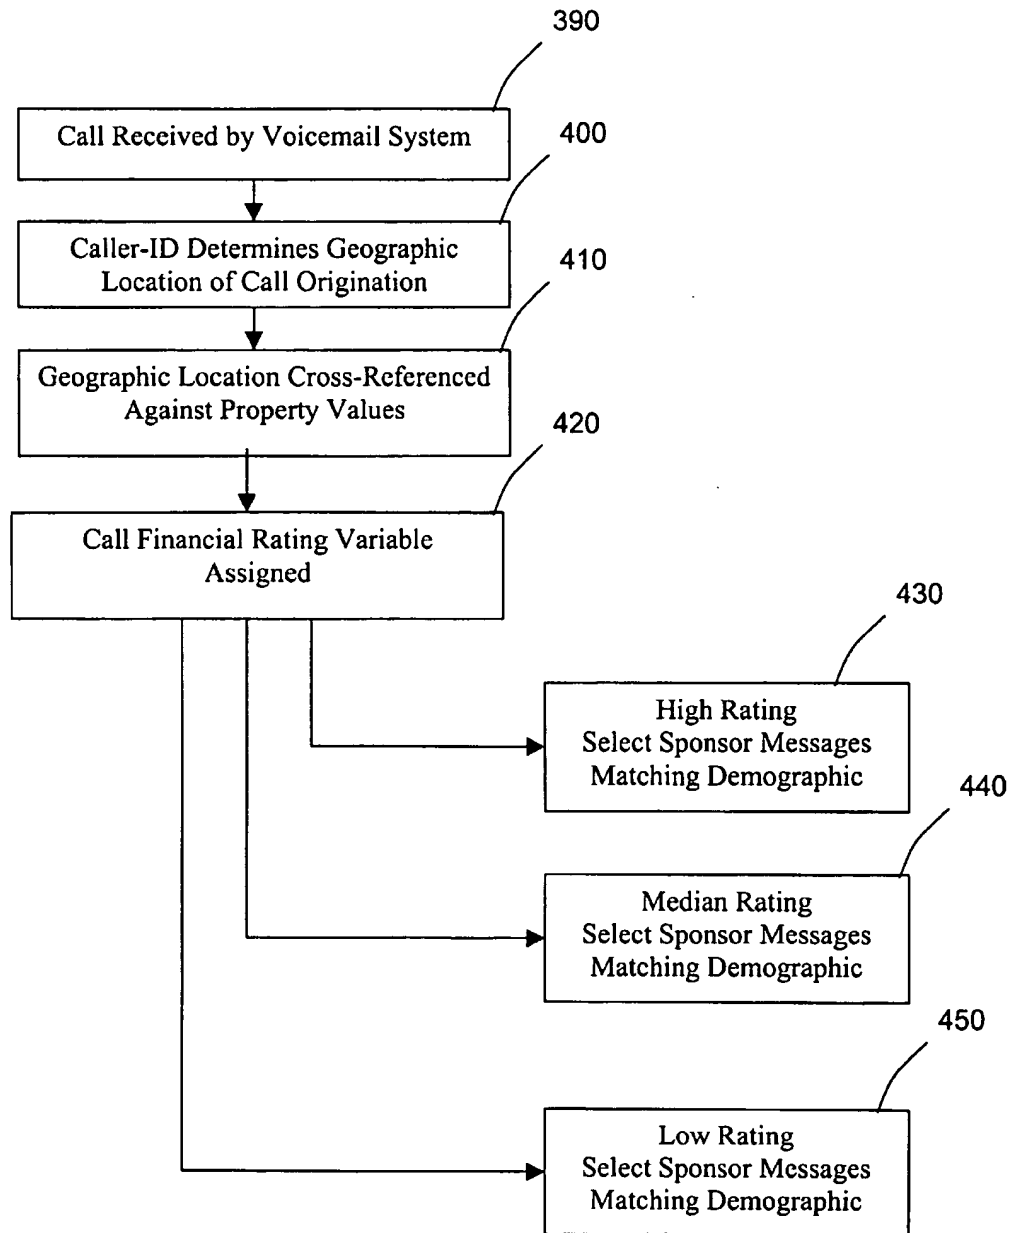 390
Call Received by Voicemail System
400
Caller-ID Determines Geographic
Location of Call Origination
410
Geographic Location Cross-Referenced
Against Property Values
420
Call Financial Rating Variable
Assigned
430
High Rating
Select Sponsor Messages
Matching Demographic
440
Median Rating
Select Sponsor Messages
Matching Demographic
450
Low Rating
Select Sponsor Messages
Matching Demographic